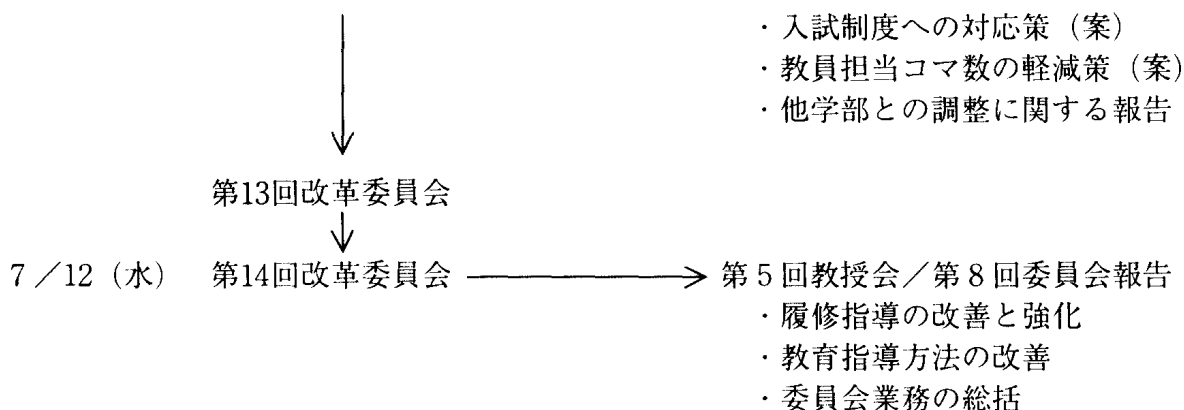 ・入試制度への対応策（案）
・教員担当コマ数の軽減策（案）
・他学部との調整に関する報告
第13回改革委員会
7／12（水） 第14回改革委員会 第5回教授会／第8回委員会報告
・履修指導の改善と強化
・教育指導方法の改善
・委員会業務の総括